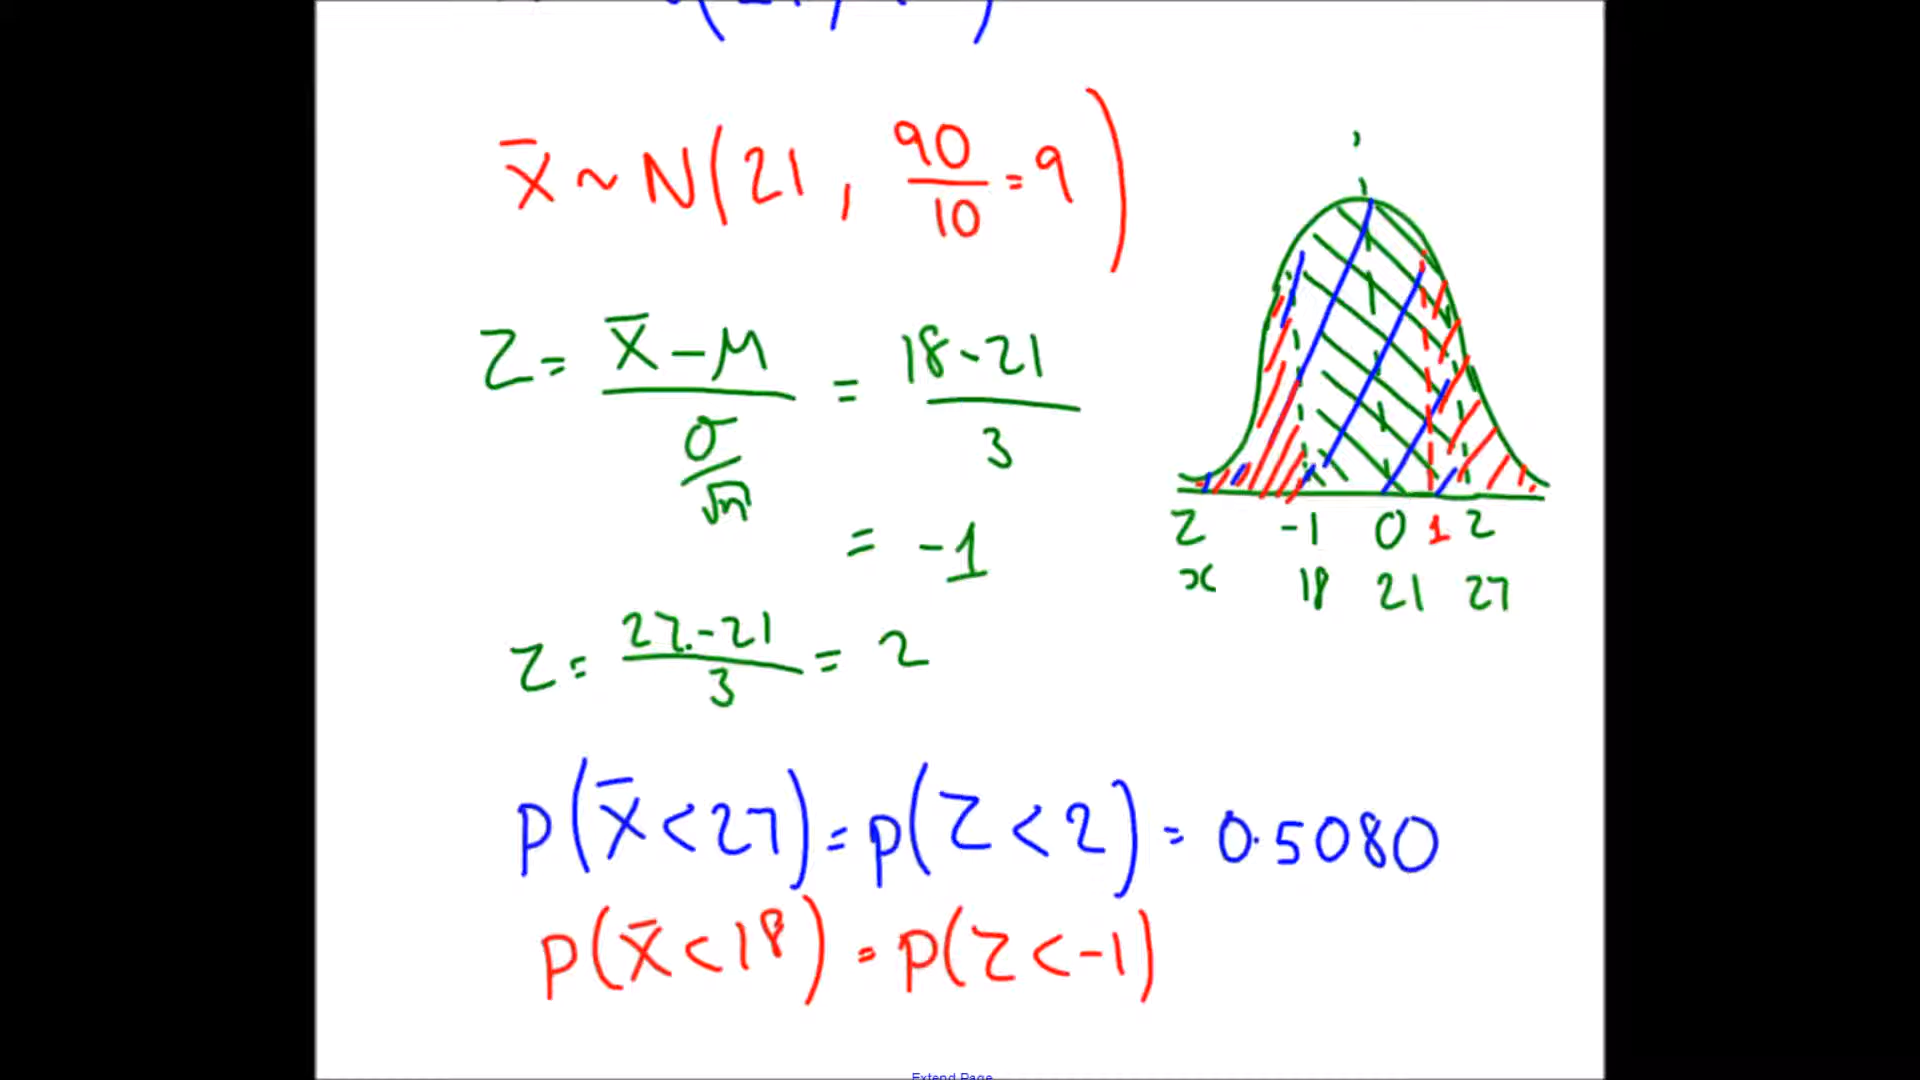 X̄ ~ N(21, 90/10 = 9)
Z = (X̄ - μ)/(σ/√n) = (18-21)/3
= -1
Z = (27.-21)/3 = 2
Z -1 0 1 2
x 18 21 27
P(X̄ < 27) = P(Z < 2) = 0.5080
P(X̄ < 18) = P(Z < -1)
Extend Page